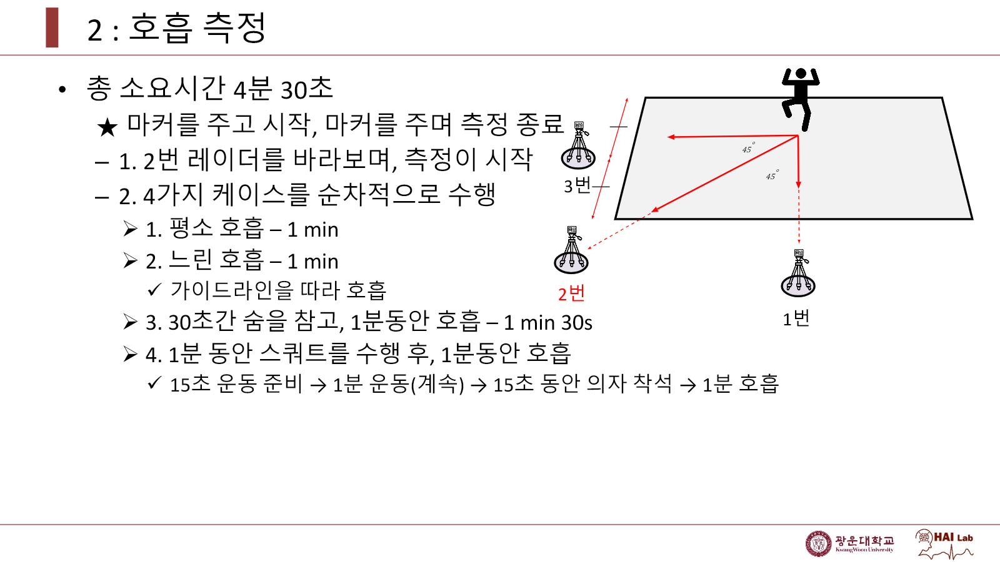 2 : 호흡 측정
• 총 소요시간 4분 30초
★ 마커를 주고 시작, 마커를 주며 측정 종료
– 1. 2번 레이더를 바라보며, 측정이 시작
– 2. 4가지 케이스를 순차적으로 수행
➢ 1. 평소 호흡 – 1 min
➢ 2. 느린 호흡 – 1 min
✓ 가이드라인을 따라 호흡
➢ 3. 30초간 숨을 참고, 1분동안 호흡 – 1 min 30s
➢ 4. 1분 동안 스쿼트를 수행 후, 1분동안 호흡
✓ 15초 운동 준비 → 1분 운동(계속) → 15초 동안 의자 착석 → 1분 호흡
45°
45°
3번
2번
1번
광운대학교
KwangWoon University
HAI Lab